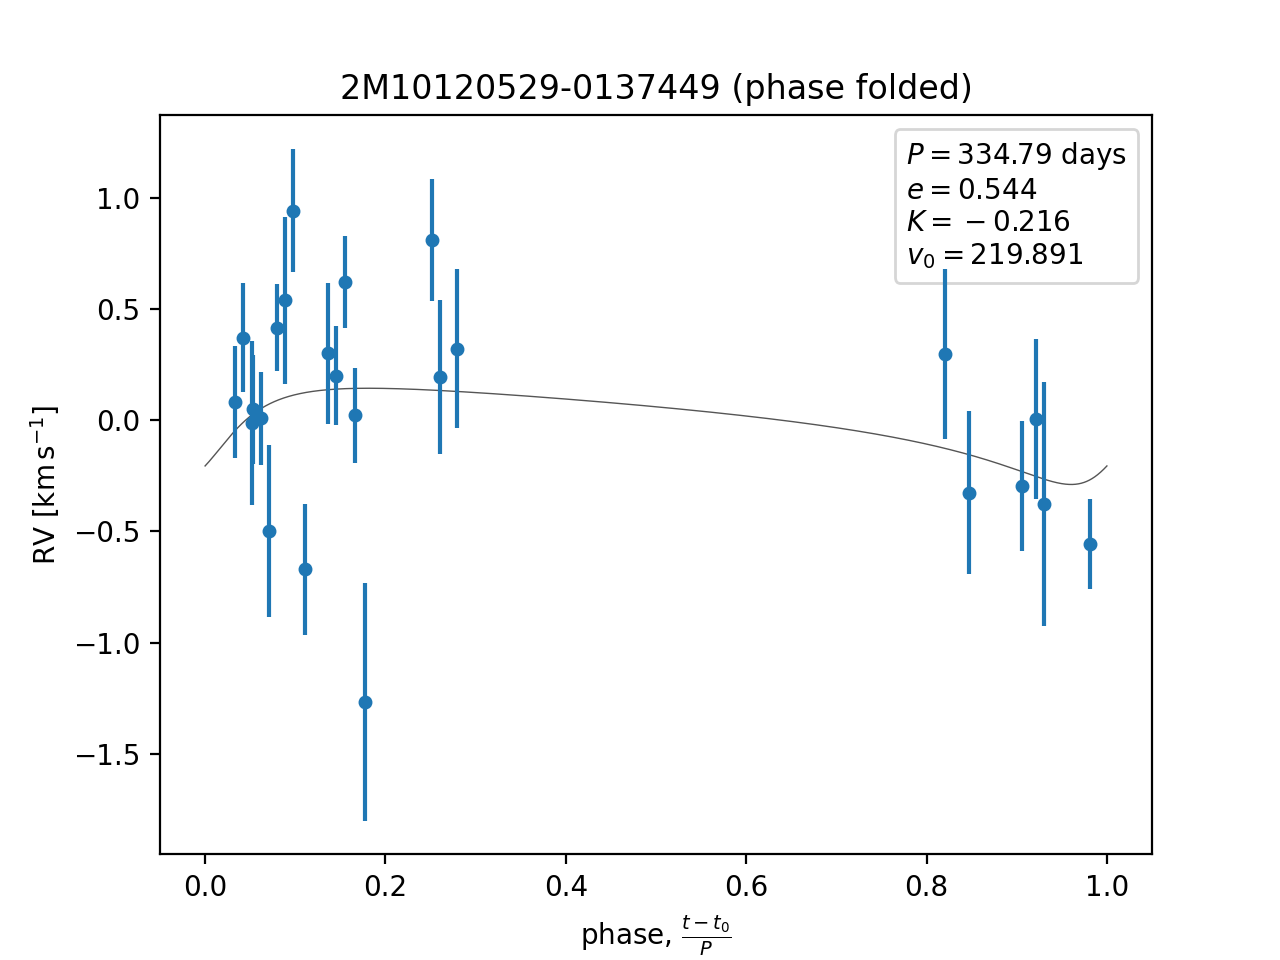 2M10120529-0137449 (phase folded)
P = 334.79 days
e = 0.544
K = −0.216
v₀ = 219.891
1.0
0.5
0.0
−0.5
−1.0
−1.5
RV [km s⁻¹]
0.0 0.2 0.4 0.6 0.8 1.0
phase, (t − t₀)/P